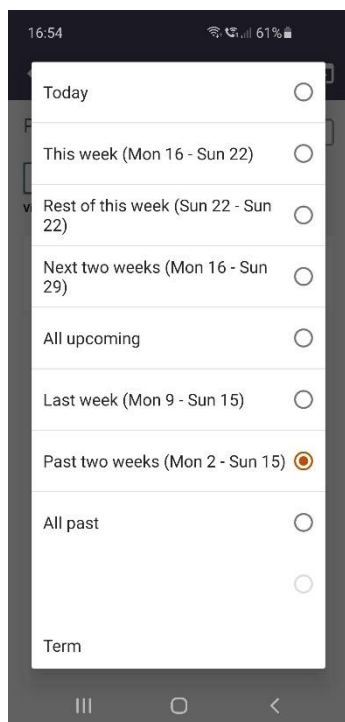 16:54
61%
Today
This week (Mon 16 - Sun 22)
Rest of this week (Sun 22 - Sun
22)
Next two weeks (Mon 16 - Sun
29)
All upcoming
Last week (Mon 9 - Sun 15)
Past two weeks (Mon 2 - Sun 15)
All past
Term